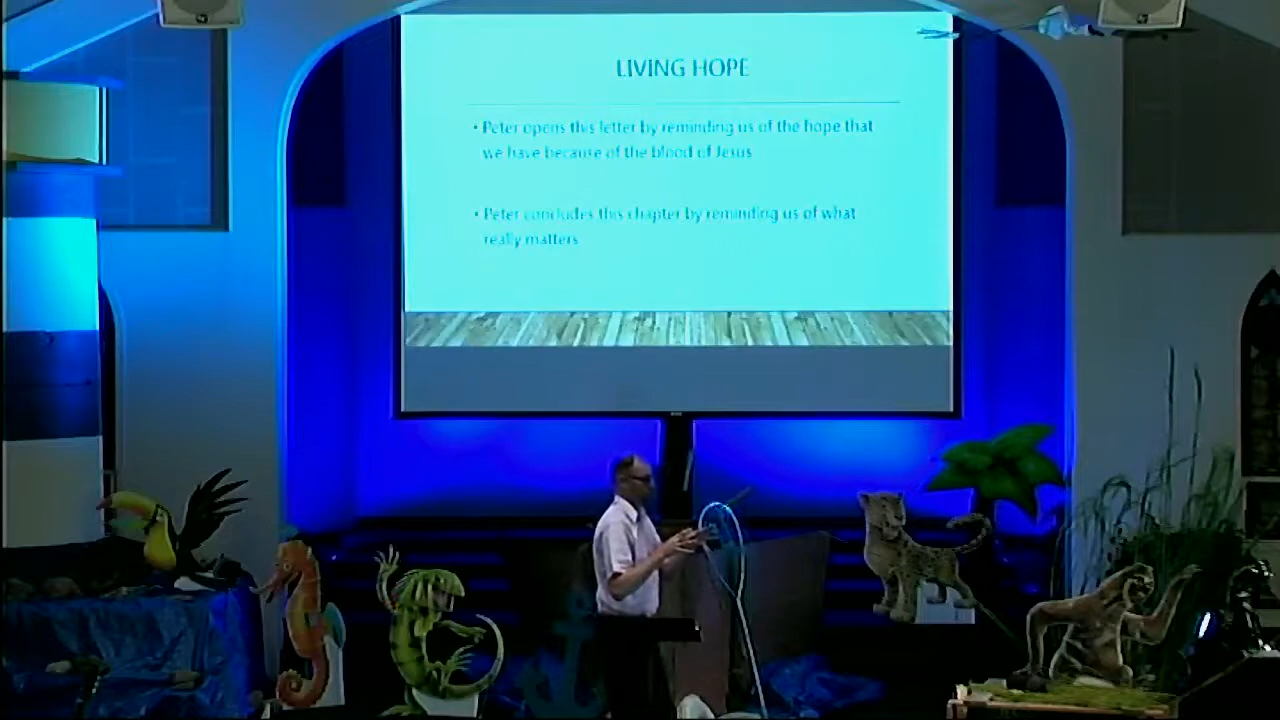 LIVING HOPE
• Peter opens this letter by reminding us of the hope that
we have because of the blood of Jesus
• Peter concludes this chapter by reminding us of what
really matters